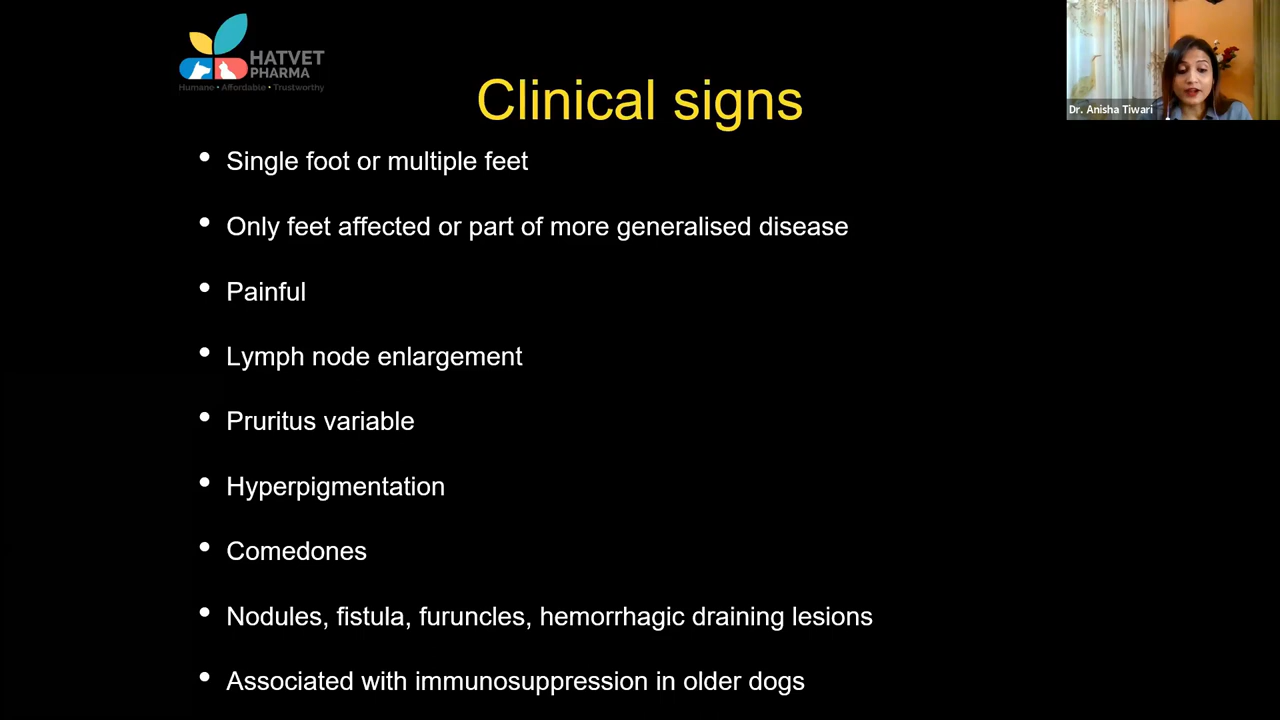 HATVET
PHARMA
Humane • Affordable • Trustworthy
Clinical signs
Dr. Anisha Tiwari
• Single foot or multiple feet
• Only feet affected or part of more generalised disease
• Painful
• Lymph node enlargement
• Pruritus variable
• Hyperpigmentation
• Comedones
• Nodules, fistula, furuncles, hemorrhagic draining lesions
• Associated with immunosuppression in older dogs